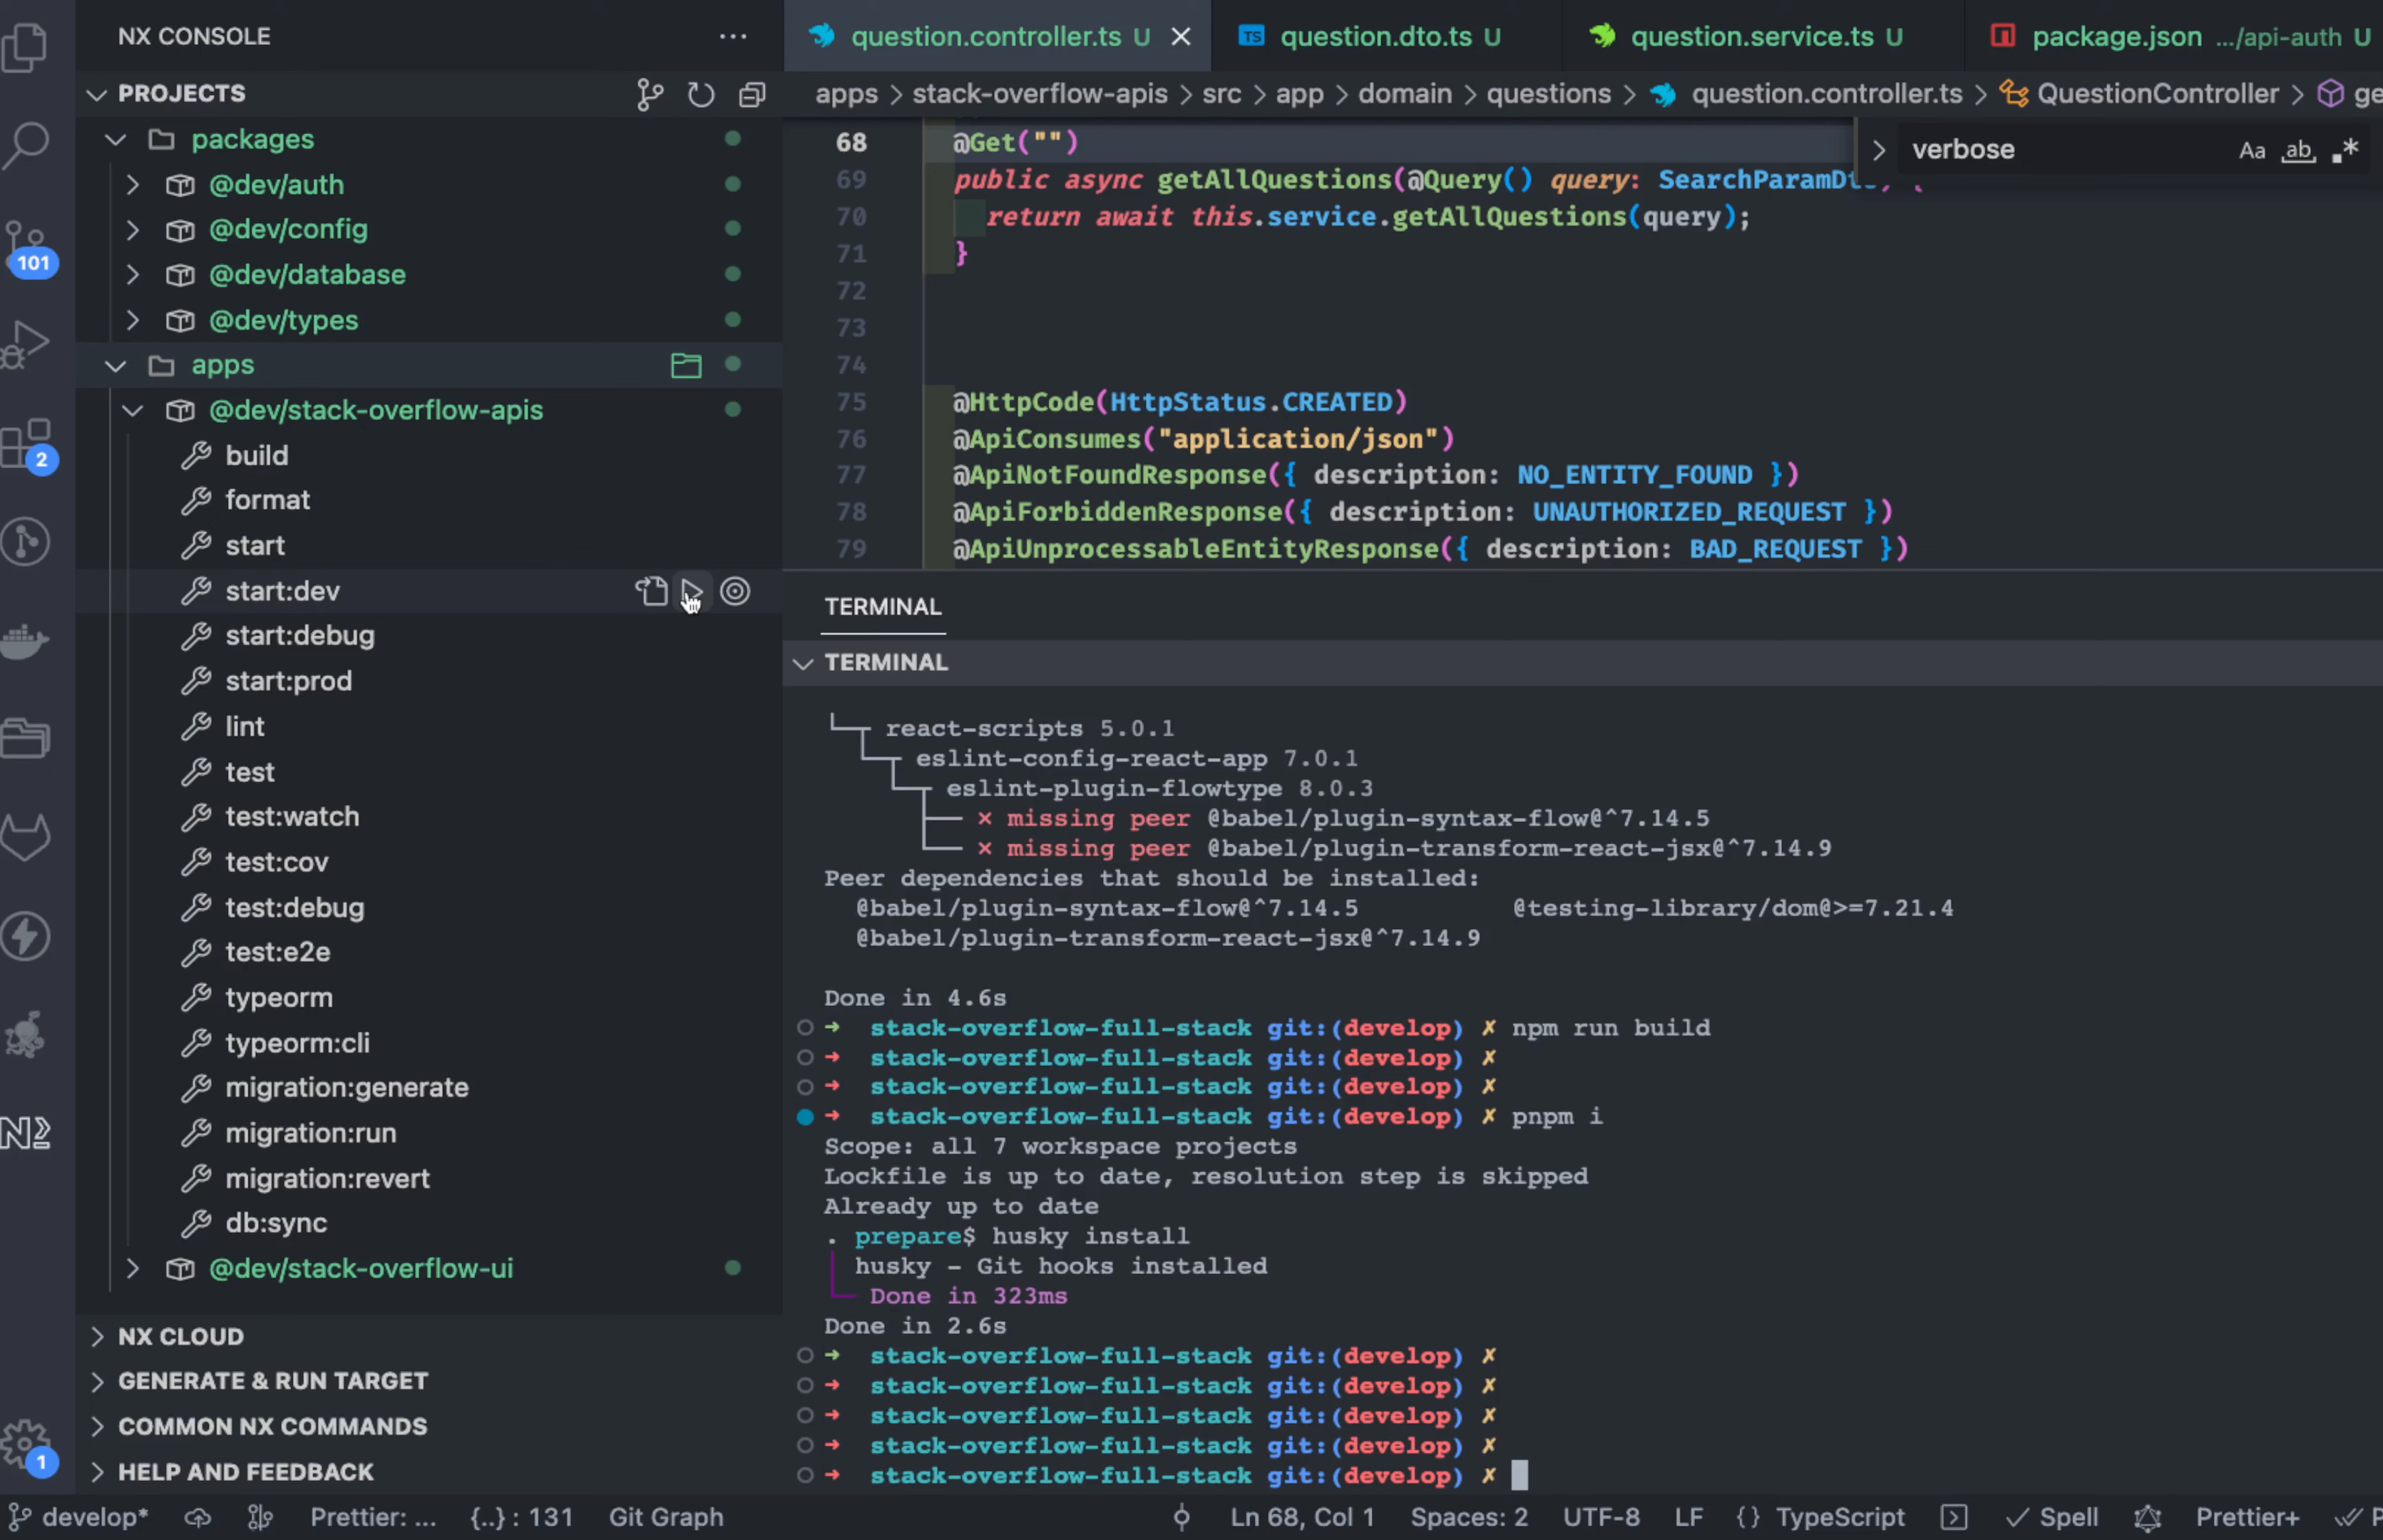 NX CONSOLE
PROJECTS
packages
@dev/auth
@dev/config
@dev/database
@dev/types
apps
@dev/stack-overflow-apis
build
format
start
start:dev
start:debug
start:prod
lint
test
test:watch
test:cov
test:debug
test:e2e
typeorm
typeorm:cli
migration:generate
migration:run
migration:revert
db:sync
@dev/stack-overflow-ui
NX CLOUD
GENERATE & RUN TARGET
COMMON NX COMMANDS
HELP AND FEEDBACK
101
2
1
question.controller.ts U
question.dto.ts U
question.service.ts U
package.json .../api-auth U
apps > stack-overflow-apis > src > app > domain > questions > question.controller.ts > QuestionController > ge
verbose
Aa ab
68 @Get("")
69 public async getAllQuestions(@Query() query: SearchParamDto) {
70 return await this.service.getAllQuestions(query);
71 }
72
73
74
75 @HttpCode(HttpStatus.CREATED)
76 @ApiConsumes("application/json")
77 @ApiNotFoundResponse({ description: NO_ENTITY_FOUND })
78 @ApiForbiddenResponse({ description: UNAUTHORIZED_REQUEST })
79 @ApiUnprocessableEntityResponse({ description: BAD_REQUEST })
TERMINAL
TERMINAL
react-scripts 5.0.1
eslint-config-react-app 7.0.1
eslint-plugin-flowtype 8.0.3
× missing peer @babel/plugin-syntax-flow@^7.14.5
× missing peer @babel/plugin-transform-react-jsx@^7.14.9
Peer dependencies that should be installed:
@babel/plugin-syntax-flow@^7.14.5 @testing-library/dom@>=7.21.4
@babel/plugin-transform-react-jsx@^7.14.9
Done in 4.6s
➜ stack-overflow-full-stack git:(develop) ✗ npm run build
➜ stack-overflow-full-stack git:(develop) ✗
➜ stack-overflow-full-stack git:(develop) ✗
➜ stack-overflow-full-stack git:(develop) ✗ pnpm i
Scope: all 7 workspace projects
Lockfile is up to date, resolution step is skipped
Already up to date
. prepare$ husky install
husky - Git hooks installed
Done in 323ms
Done in 2.6s
➜ stack-overflow-full-stack git:(develop) ✗
➜ stack-overflow-full-stack git:(develop) ✗
➜ stack-overflow-full-stack git:(develop) ✗
➜ stack-overflow-full-stack git:(develop) ✗
➜ stack-overflow-full-stack git:(develop) ✗
develop* Prettier: ... {..} : 131 Git Graph Ln 68, Col 1 Spaces: 2 UTF-8 LF {} TypeScript Spell Prettier+ P